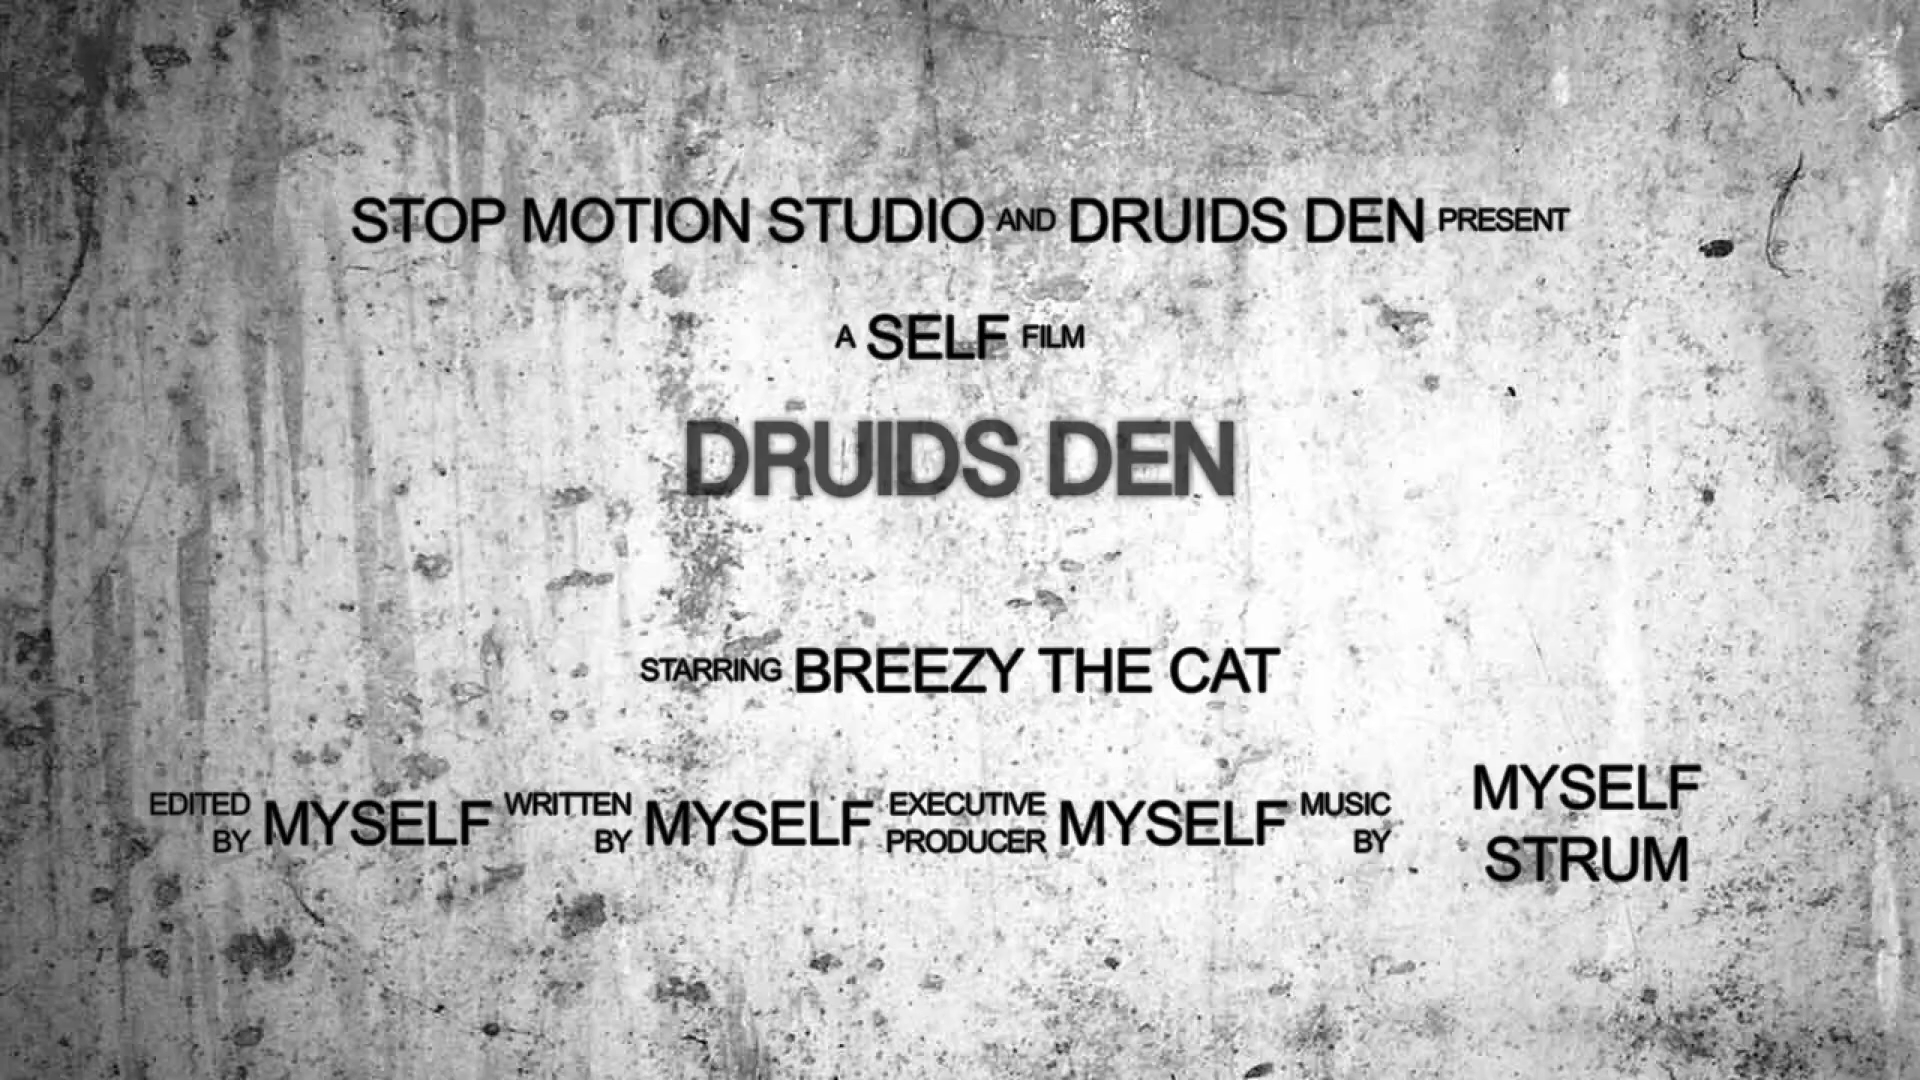 STOP MOTION STUDIO AND DRUIDS DEN PRESENT
A SELF FILM
DRUIDS DEN
STARRING BREEZY THE CAT
EDITED BY MYSELF WRITTEN BY MYSELF EXECUTIVE PRODUCER MYSELF MUSIC BY MYSELF STRUM